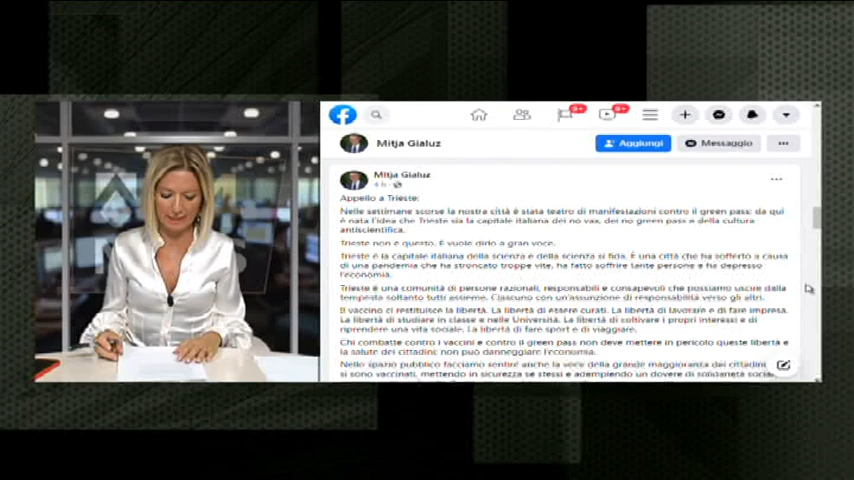 9+
9+
Mitja Gialuz
Aggiungi
Messaggio
Mitja Gialuz
Appello a Trieste:
Nelle settimane scorse la nostra città è stata teatro di manifestazioni contro il green pass: da qui
è nata l'idea che Trieste sia la capitale italiana dei no vax, dei no green pass e della cultura
antiscientifica.
Trieste non è questo. E vuole dirlo a gran voce.
Trieste è la capitale italiana della scienza e della scienza si fida. È una città che ha sofferto a causa
di una pandemia che ha stroncato troppe vite, ha fatto soffrire tante persone e ha depresso
l'economia.
Trieste è una comunità di persone razionali, responsabili e consapevoli che possiamo uscire dalla
tempesta soltanto tutti assieme. Ciascuno con un'assunzione di responsabilità verso gli altri.
Il vaccino ci restituisce la libertà. La libertà di essere curati. La libertà di lavorare e di fare impresa.
La libertà di studiare in classe e nelle Università. La libertà di coltivare i propri interessi e di
riprendere una vita sociale. La libertà di fare sport e di viaggiare.
Chi combatte contro i vaccini e contro il green pass non deve mettere in pericolo queste libertà e
la salute dei cittadini: non può danneggiare l'economia.
Nello spazio pubblico facciamo sentire anche la voce della grande maggioranza dei cittadini
si sono vaccinati, mettendo in sicurezza se stessi e adempiendo un dovere di solidarietà